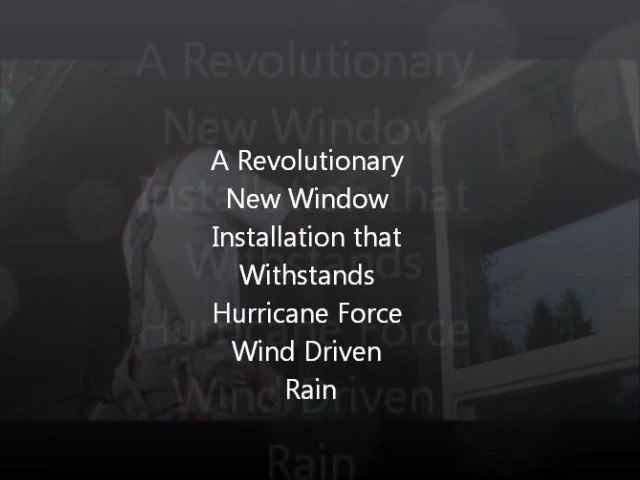 A Revolutionary
New Window
Installation that
Withstands
Hurricane Force
Wind Driven
Rain